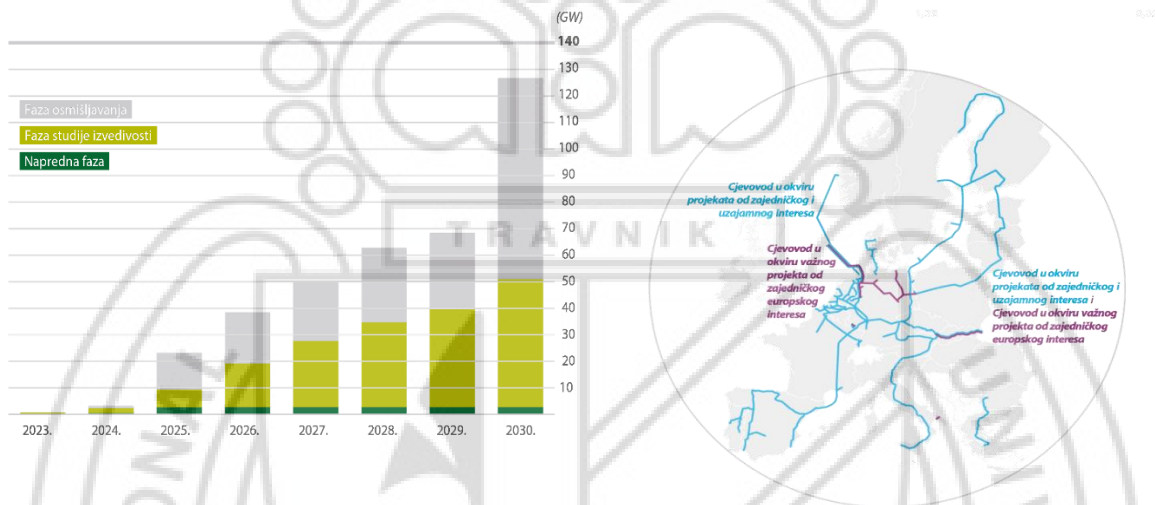 (GW)
140
130
120
110
100
90
80
70
60
50
40
30
20
10
Faza osmišljavanja
Faza studije izvedivosti
Napredna faza
2023.
2024.
2025.
2026.
2027.
2028.
2029.
2030.
TRAVNIK
Cjevovod u okviru
projekata od zajedničkog i
uzajamnog interesa
Cjevovod u
okviru važnog
projekta od
zajedničkog
europskog
interesa
Cjevovod u okviru
projekata od zajedničkog i
uzajamnog interesa i
Cjevovod u okviru važnog
projekta od zajedničkog
europskog interesa